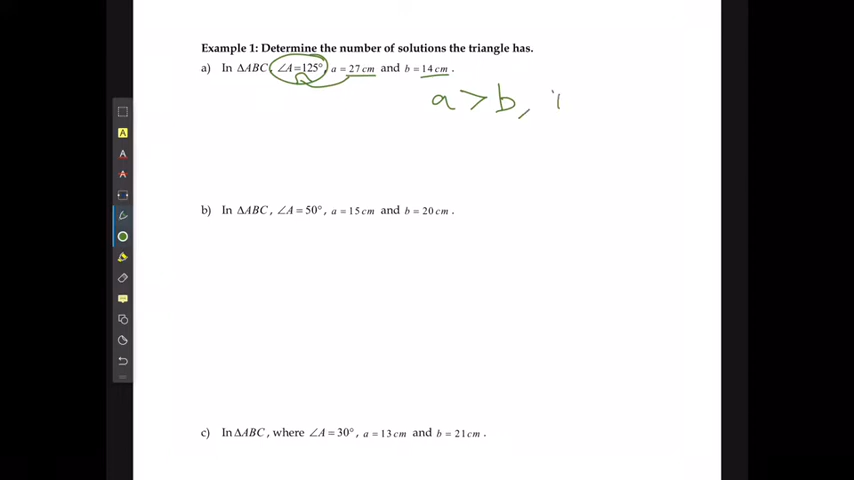 Example 1: Determine the number of solutions the triangle has.
a) In ΔABC, ∠A=125°, a = 27 cm and b = 14 cm.
a > b,
b) In ΔABC, ∠A = 50°, a = 15 cm and b = 20 cm.
c) In ΔABC, where ∠A = 30°, a = 13 cm and b = 21 cm.